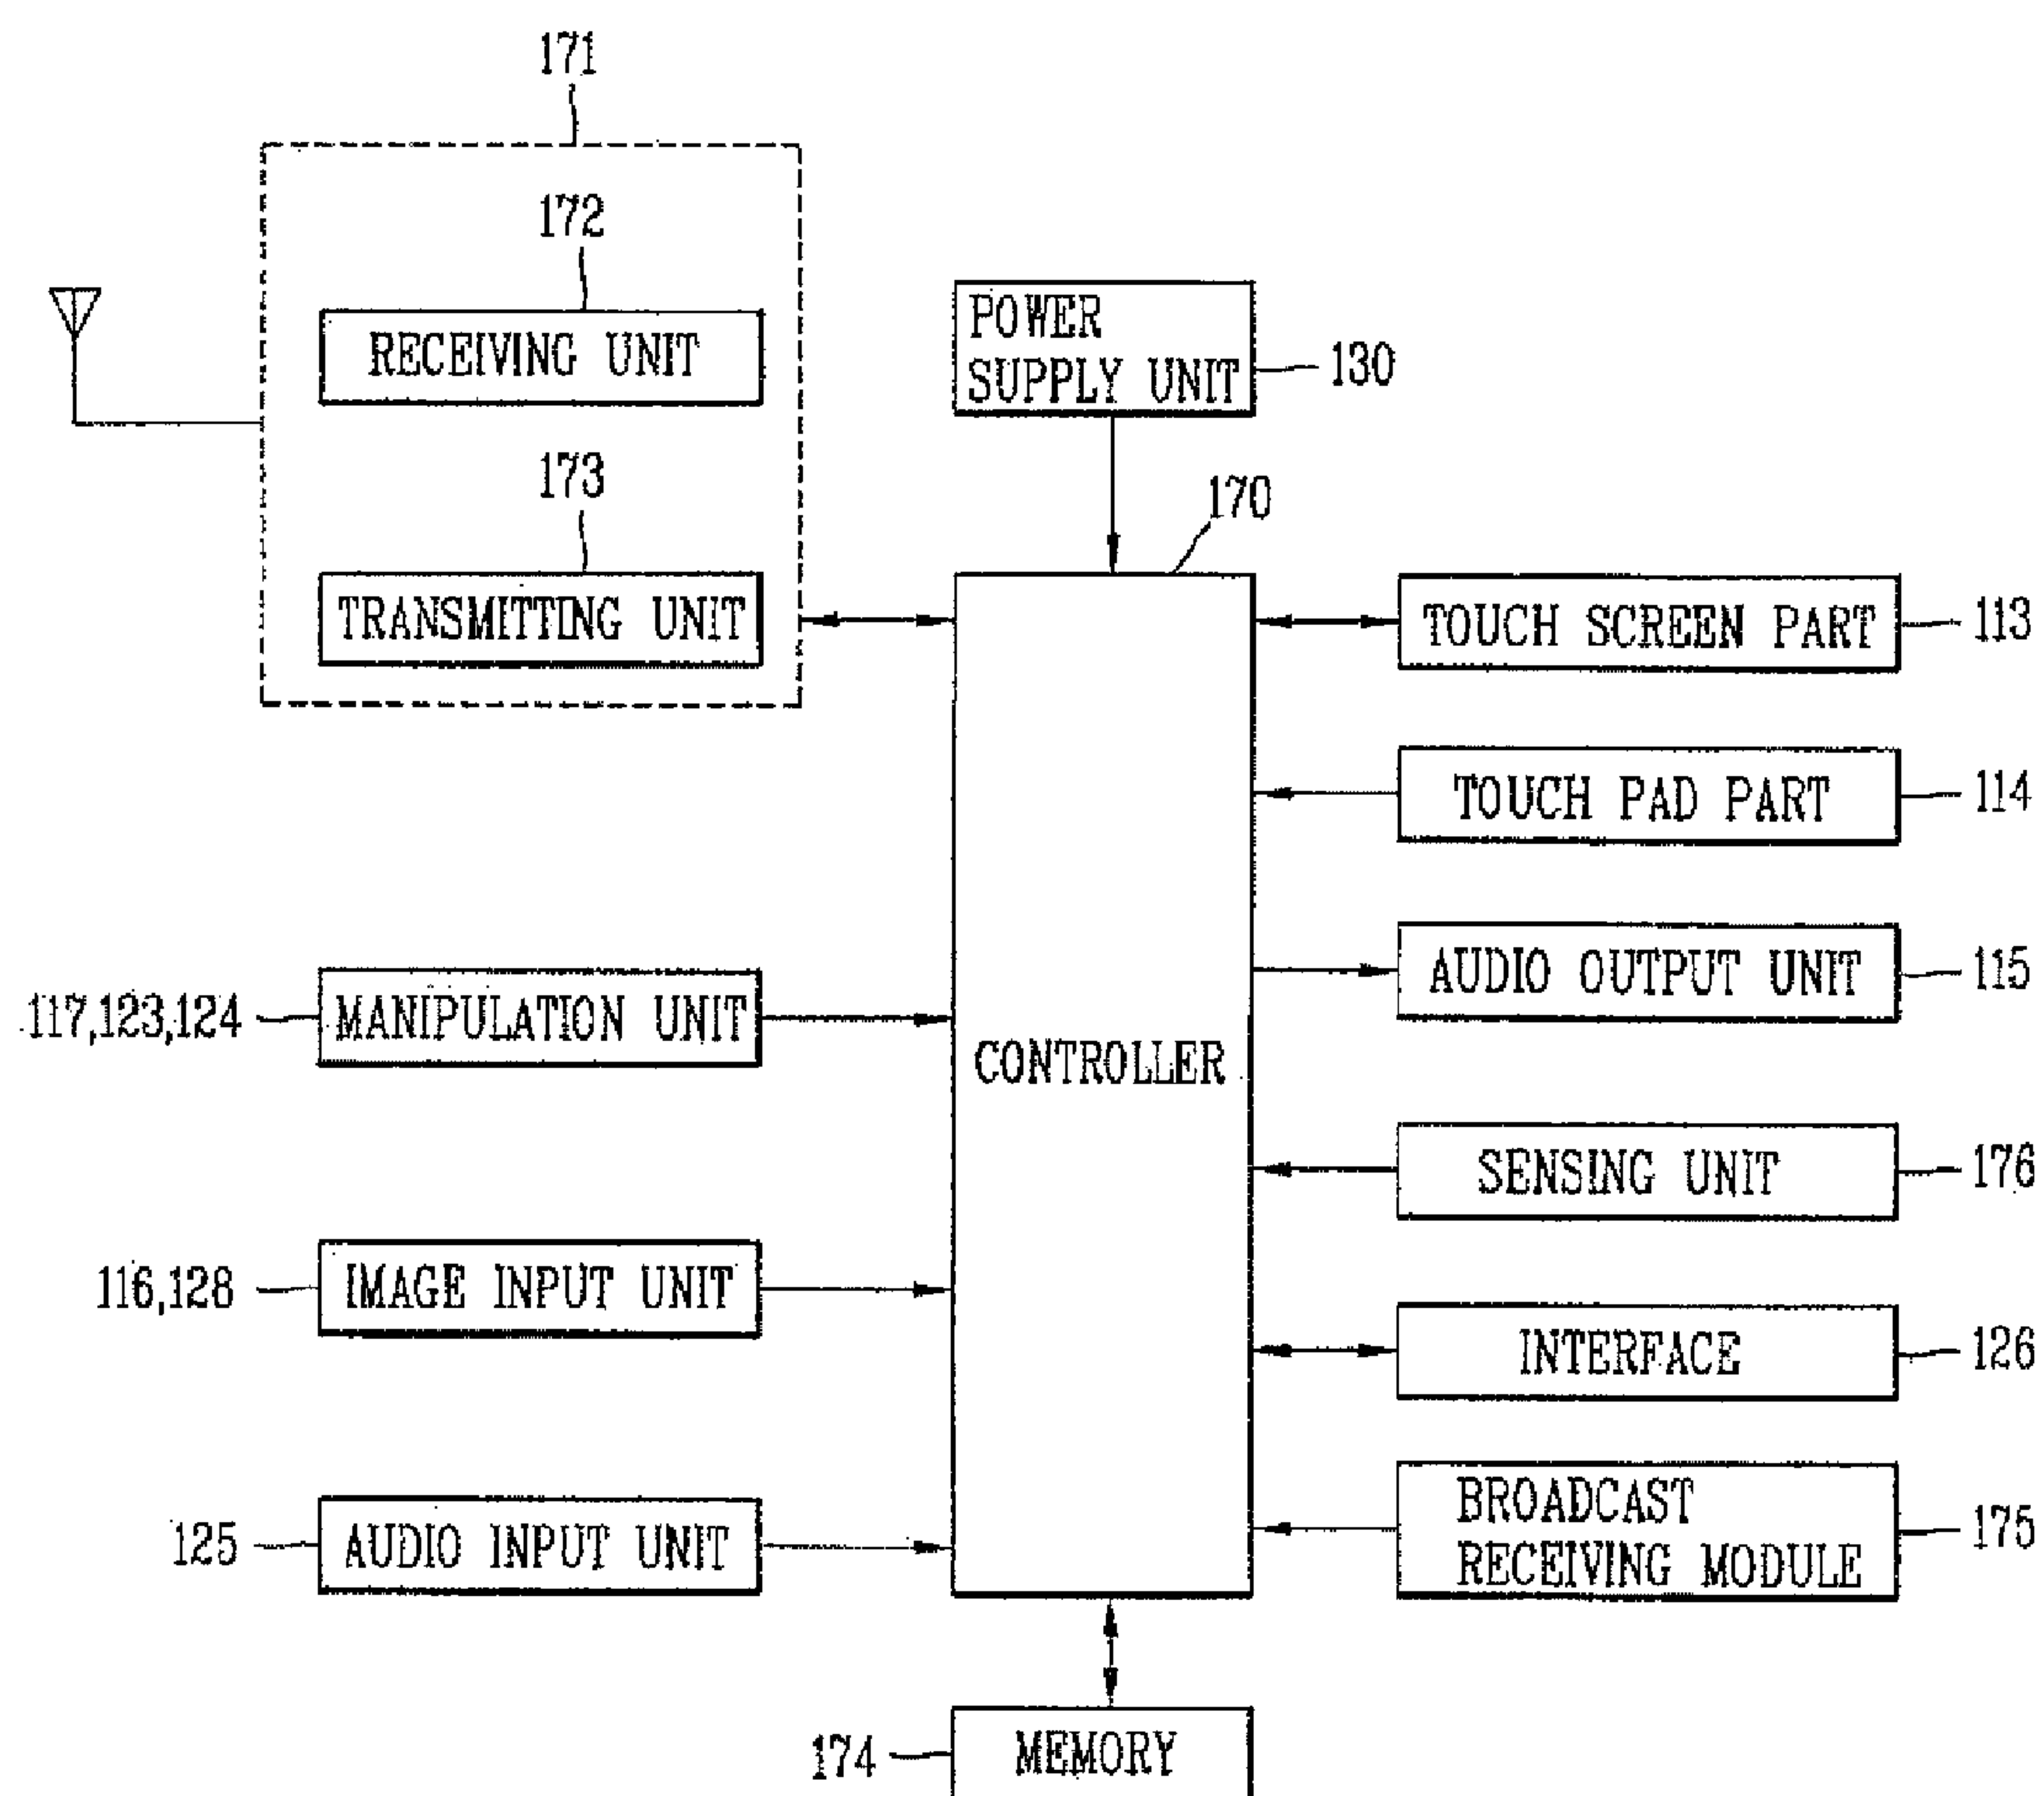 171
172
RECEIVING UNIT
173
TRANSMITTING UNIT
POWER
SUPPLY UNIT
130
170
CONTROLLER
TOUCH SCREEN PART
113
TOUCH PAD PART
114
AUDIO OUTPUT UNIT
115
117,123,124
MANIPULATION UNIT
SENSING UNIT
176
116,128
IMAGE INPUT UNIT
INTERFACE
126
125
AUDIO INPUT UNIT
BROADCAST
RECEIVING MODULE
175
174
MEMORY